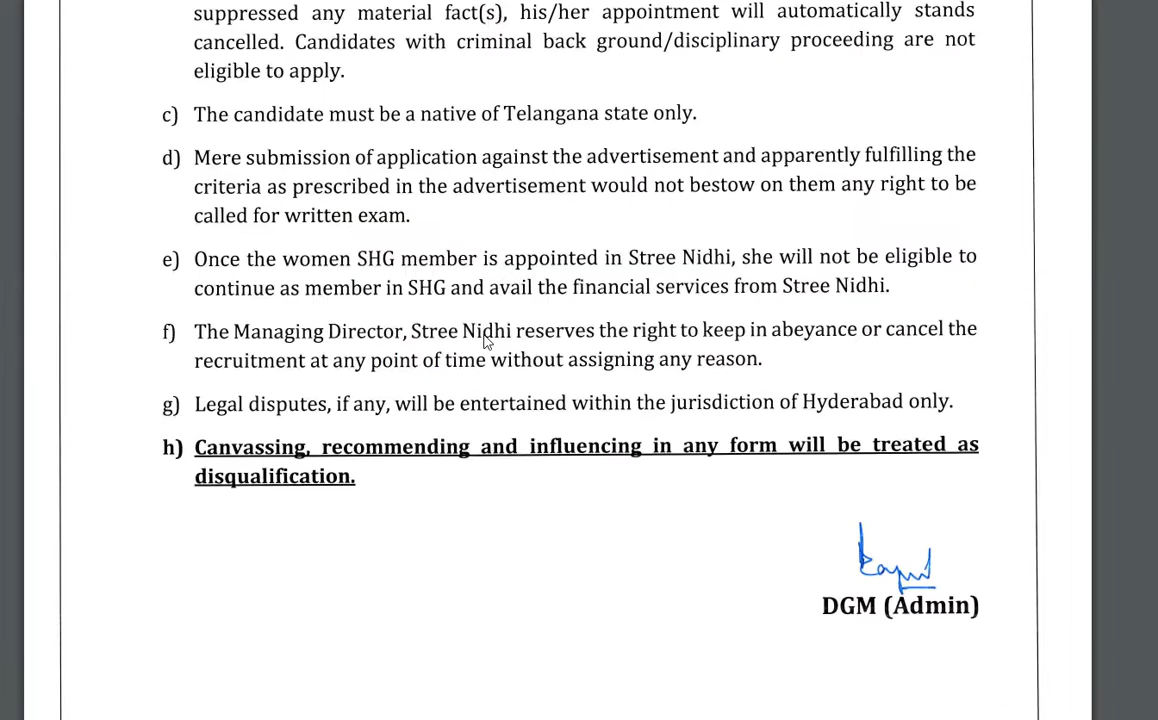 suppressed any material fact(s), his/her appointment will automatically stands
cancelled. Candidates with criminal back ground/disciplinary proceeding are not
eligible to apply.
c) The candidate must be a native of Telangana state only.
d) Mere submission of application against the advertisement and apparently fulfilling the
criteria as prescribed in the advertisement would not bestow on them any right to be
called for written exam.
e) Once the women SHG member is appointed in Stree Nidhi, she will not be eligible to
continue as member in SHG and avail the financial services from Stree Nidhi.
f) The Managing Director, Stree Nidhi reserves the right to keep in abeyance or cancel the
recruitment at any point of time without assigning any reason.
g) Legal disputes, if any, will be entertained within the jurisdiction of Hyderabad only.
h) Canvassing, recommending and influencing in any form will be treated as
disqualification.
DGM (Admin)